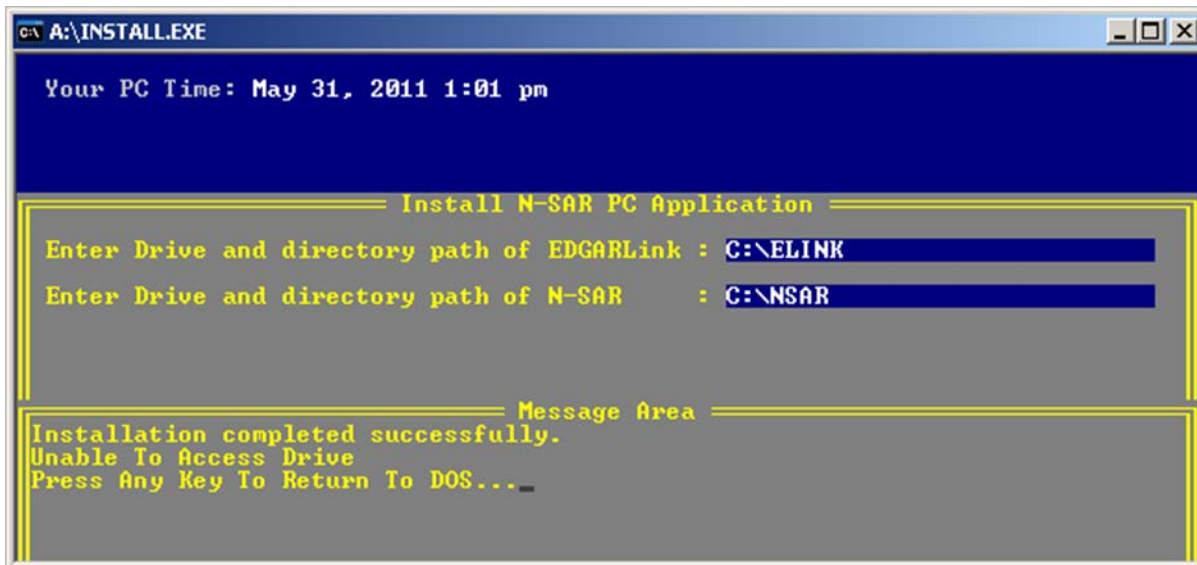 A:\INSTALL.EXE
Your PC Time: May 31, 2011 1:01 pm
Install N-SAR PC Application
Enter Drive and directory path of EDGARLink : C:\ELINK
Enter Drive and directory path of N-SAR : C:\NSAR
Message Area
Installation completed successfully.
Unable To Access Drive
Press Any Key To Return To DOS..._